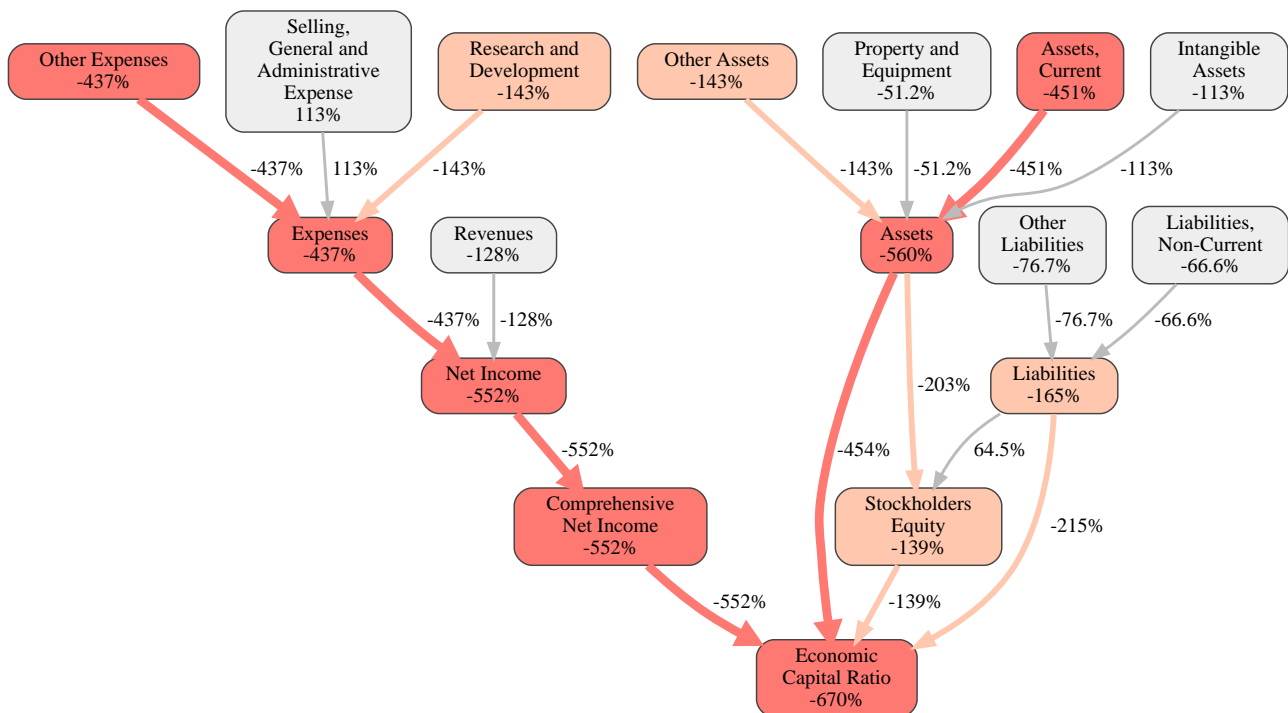 Other Expenses
-437%
Selling,
General and
Administrative
Expense
113%
Research and
Development
-143%
Other Assets
-143%
Property and
Equipment
-51.2%
Assets,
Current
-451%
Intangible
Assets
-113%
-437%
113%
-143%
-143%
-51.2%
-451%
-113%
Expenses
-437%
Revenues
-128%
Assets
-560%
Other
Liabilities
-76.7%
Liabilities,
Non-Current
-66.6%
-437%
-128%
-76.7%
-66.6%
Net Income
-552%
-203%
Liabilities
-165%
-552%
-454%
64.5%
Comprehensive
Net Income
-552%
Stockholders
Equity
-139%
-215%
-552%
-139%
Economic
Capital Ratio
-670%